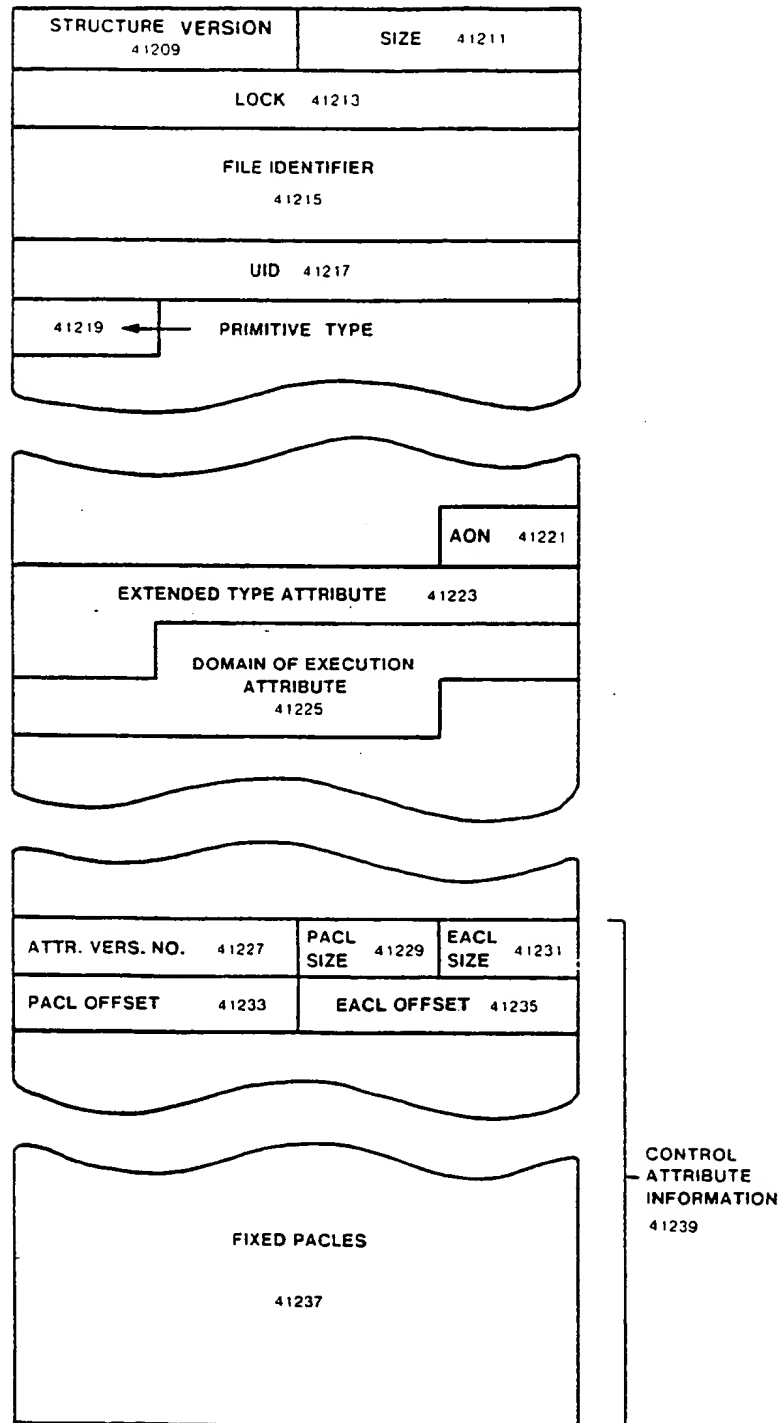 STRUCTURE VERSION
41209
SIZE 41211
LOCK 41213
FILE IDENTIFIER
41215
UID 41217
41219 PRIMITIVE TYPE
AON 41221
EXTENDED TYPE ATTRIBUTE 41223
DOMAIN OF EXECUTION
ATTRIBUTE
41225
ATTR. VERS. NO. 41227
PACL
SIZE 41229
EACL
SIZE 41231
PACL OFFSET 41233
EACL OFFSET 41235
CONTROL
ATTRIBUTE
INFORMATION
41239
FIXED PACLES
41237